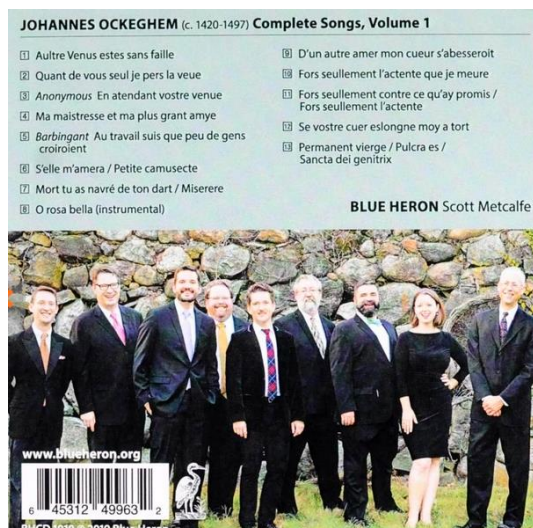 JOHANNES OCKEGHEM (c. 1420-1497) Complete Songs, Volume 1
1 Aultre Venus estes sans faille
2 Quant de vous seul je pers la veue
3 Anonymous En atendant vostre venue
4 Ma maistresse et ma plus grant amye
5 Barbingant Au travail suis que peu de gens
croiroient
6 S'elle m'amera / Petite camusecte
7 Mort tu as navré de ton dart / Miserere
8 O rosa bella (instrumental)
9 D'un autre amer mon cueur s'abesseroit
10 Fors seullement l'actente que je meure
11 Fors seullement contre ce qu'ay promis /
Fors seullement l'actente
12 Se vostre cuer eslongne moy a tort
13 Permanent vierge / Pulcra es /
Sancta dei genitrix
BLUE HERON Scott Metcalfe
www.blueheron.org
6 45312 49963 2
BHCD 1010 © 2019 Blue Heron